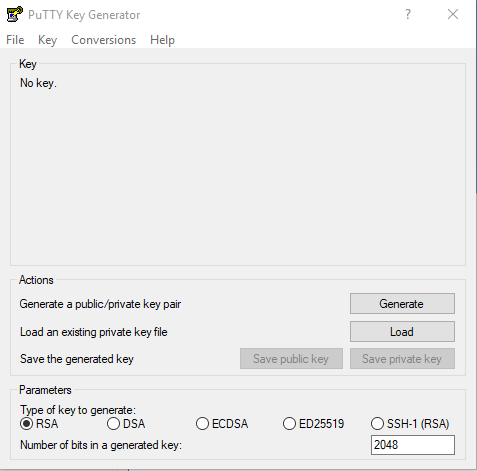 PuTTY Key Generator ?
File Key Conversions Help
Key
No key.
Actions
Generate a public/private key pair Generate
Load an existing private key file Load
Save the generated key Save public key Save private key
Parameters
Type of key to generate:
RSA DSA ECDSA ED25519 SSH-1 (RSA)
Number of bits in a generated key: 2048